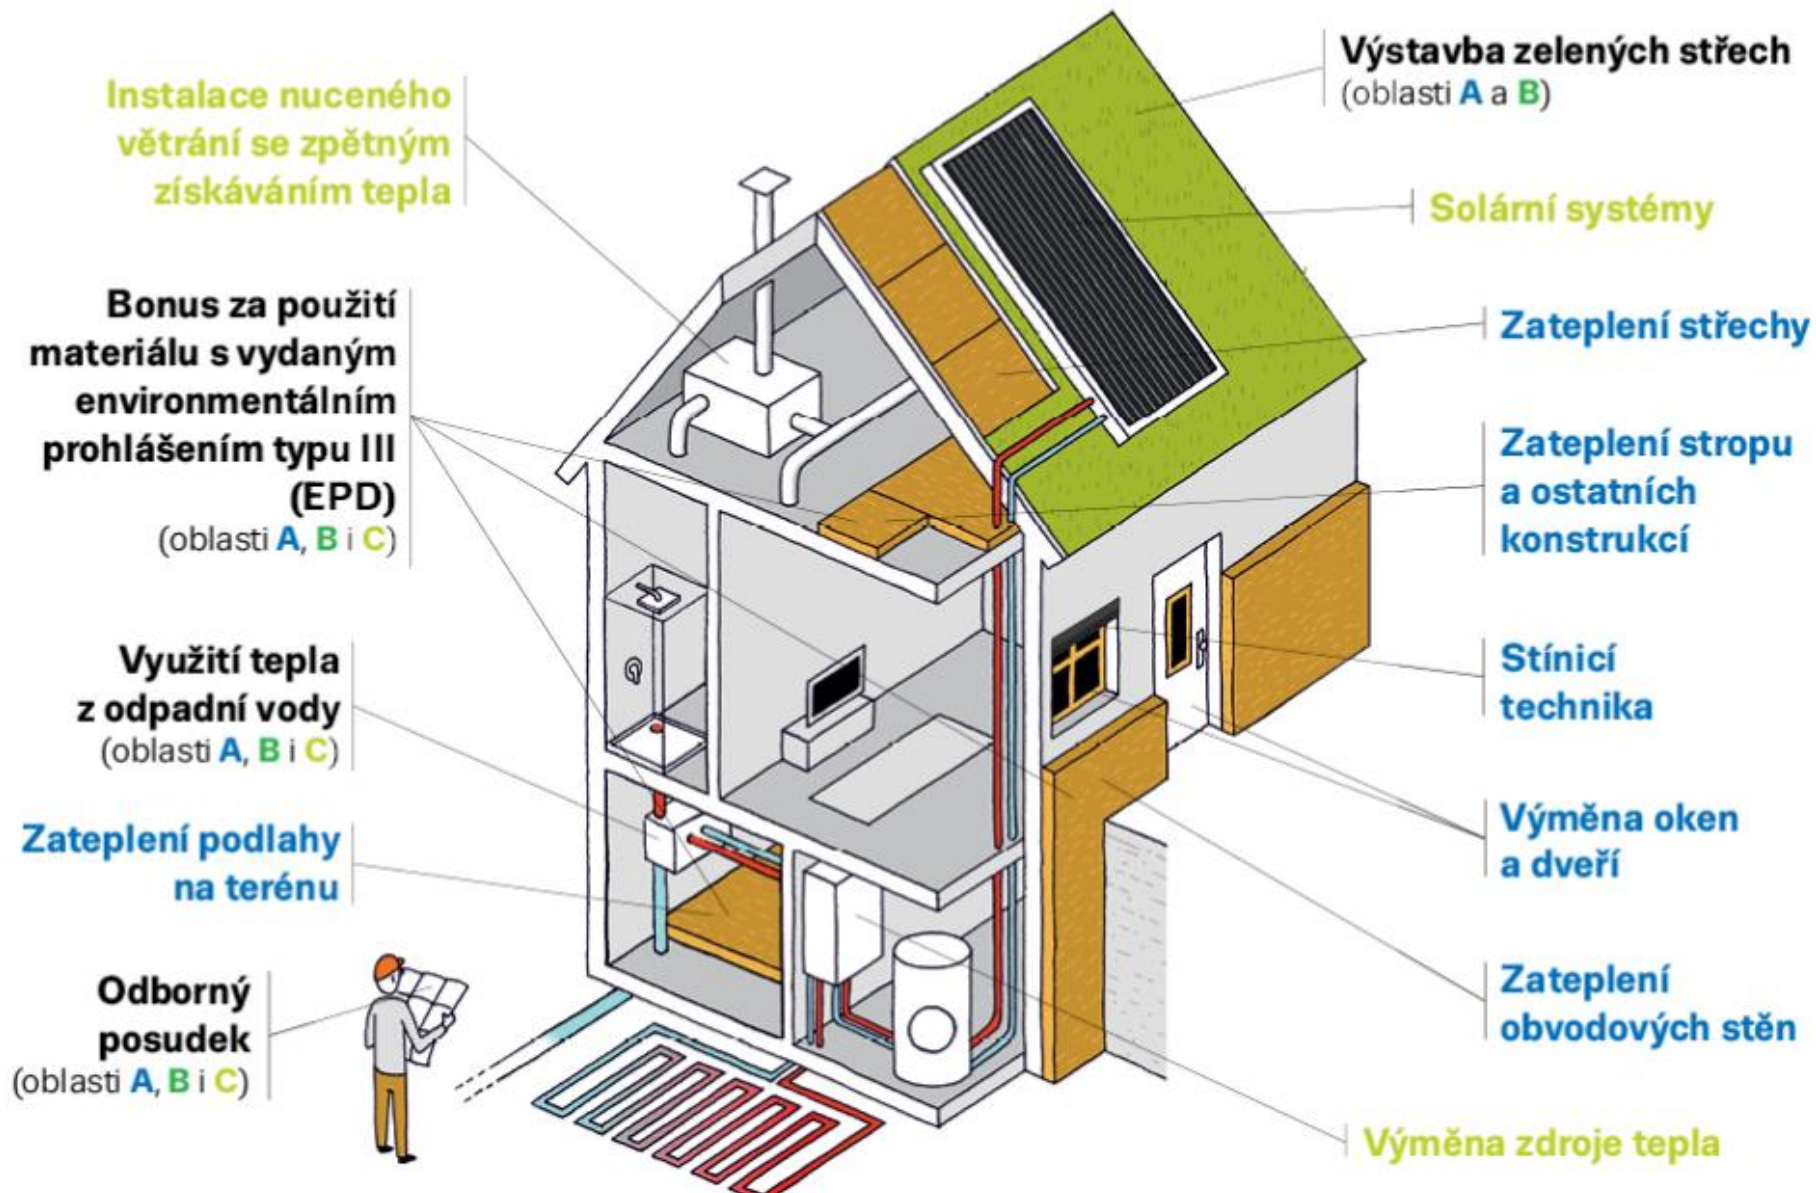 Instalace nuceného
větrání se zpětným
získáváním tepla
Bonus za použití
materiálu s vydaným
environmentálním
prohlášením typu III
(EPD)
(oblasti A, B i C)
Využití tepla
z odpadní vody
(oblasti A, B i C)
Zateplení podlahy
na terénu
Odborný
posudek
(oblasti A, B i C)
Výstavba zelených střech
(oblasti A a B)
Solární systémy
Zateplení střechy
Zateplení stropu
a ostatních
konstrukcí
Stínicí
technika
Výměna oken
a dveří
Zateplení
obvodových stěn
Výměna zdroje tepla